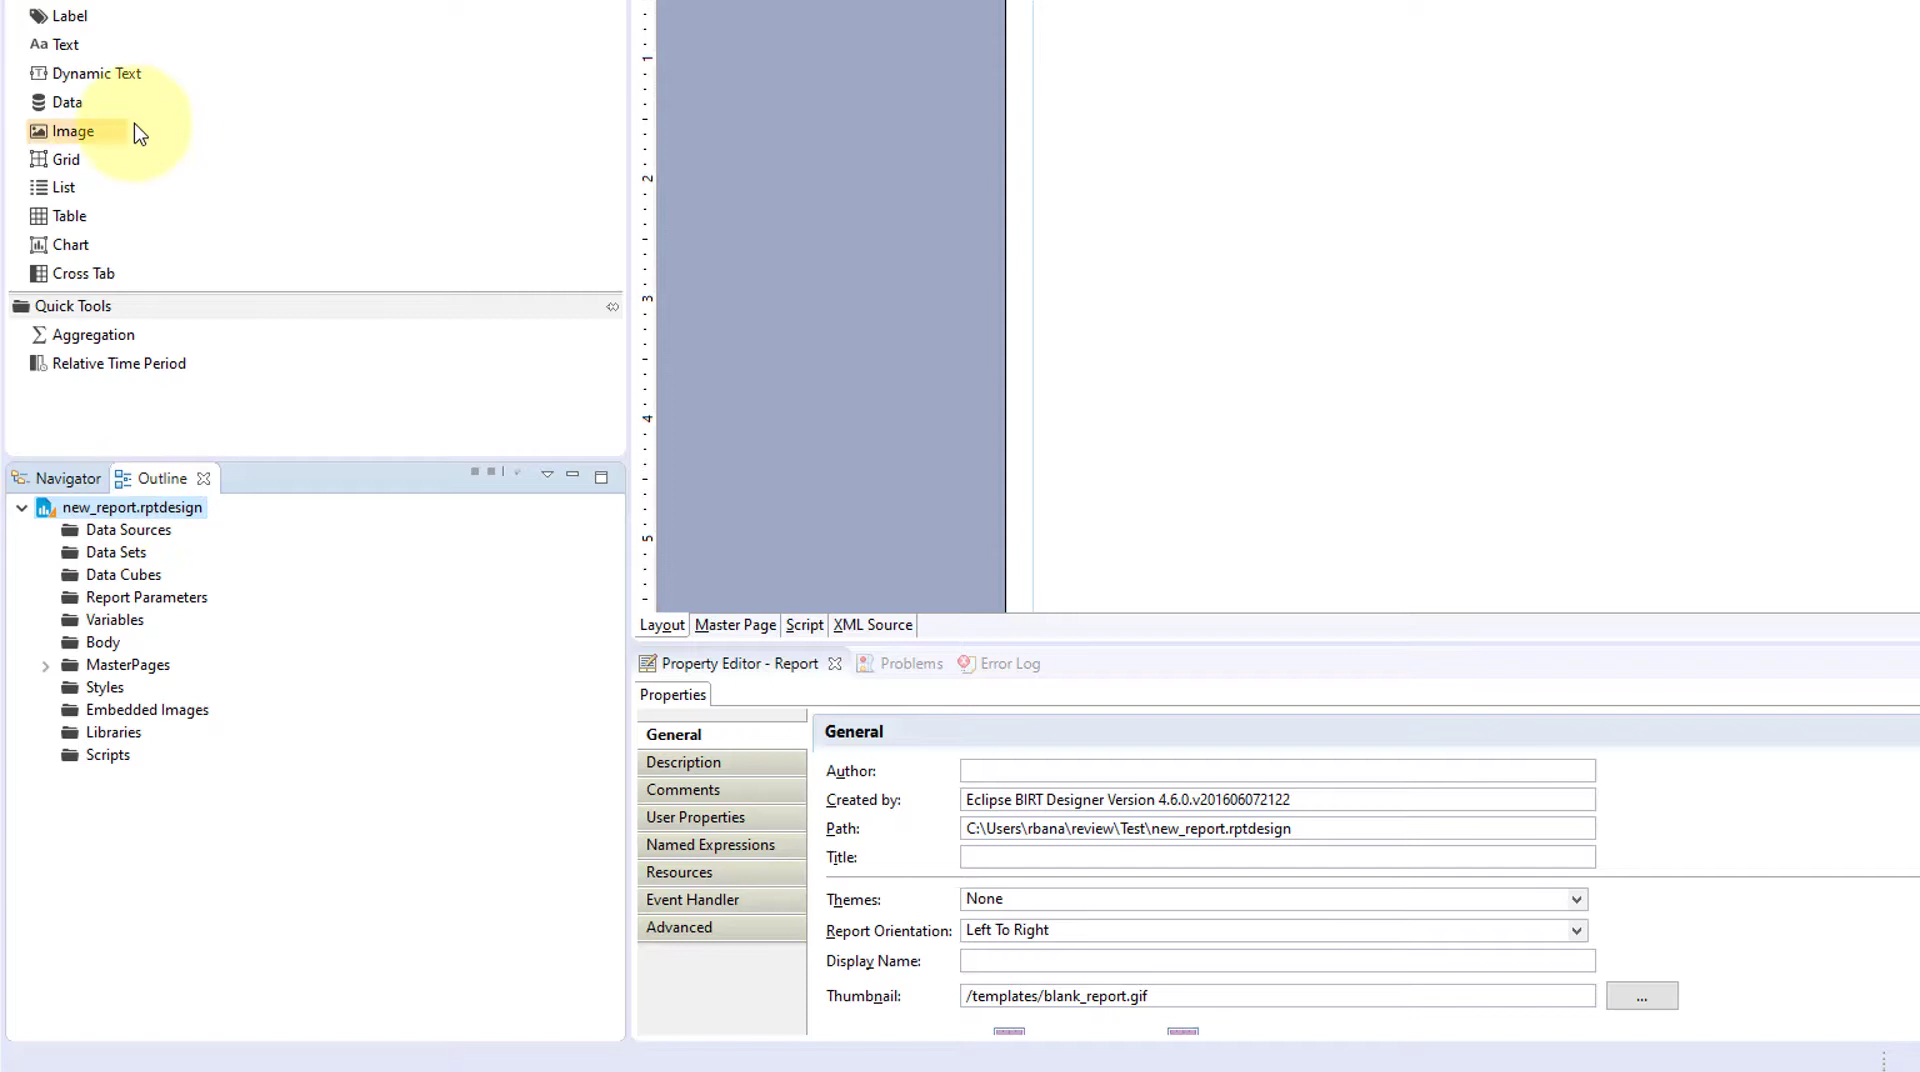 Label
Aa Text
Dynamic Text
Data
Image
Grid
List
Table
Chart
Cross Tab
Quick Tools
Aggregation
Relative Time Period
Navigator
Outline
new_report.rptdesign
Data Sources
Data Sets
Data Cubes
Report Parameters
Variables
Body
MasterPages
Styles
Embedded Images
Libraries
Scripts
1
2
3
4
5
Layout Master Page Script XML Source
Property Editor - Report Problems Error Log
Properties
General
Description
Comments
User Properties
Named Expressions
Resources
Event Handler
Advanced
General
Author:
Created by: Eclipse BIRT Designer Version 4.6.0.v201606072122
Path: C:\Users\rbana\review\Test\new_report.rptdesign
Title:
Themes: None
Report Orientation: Left To Right
Display Name:
Thumbnail: /templates/blank_report.gif ...